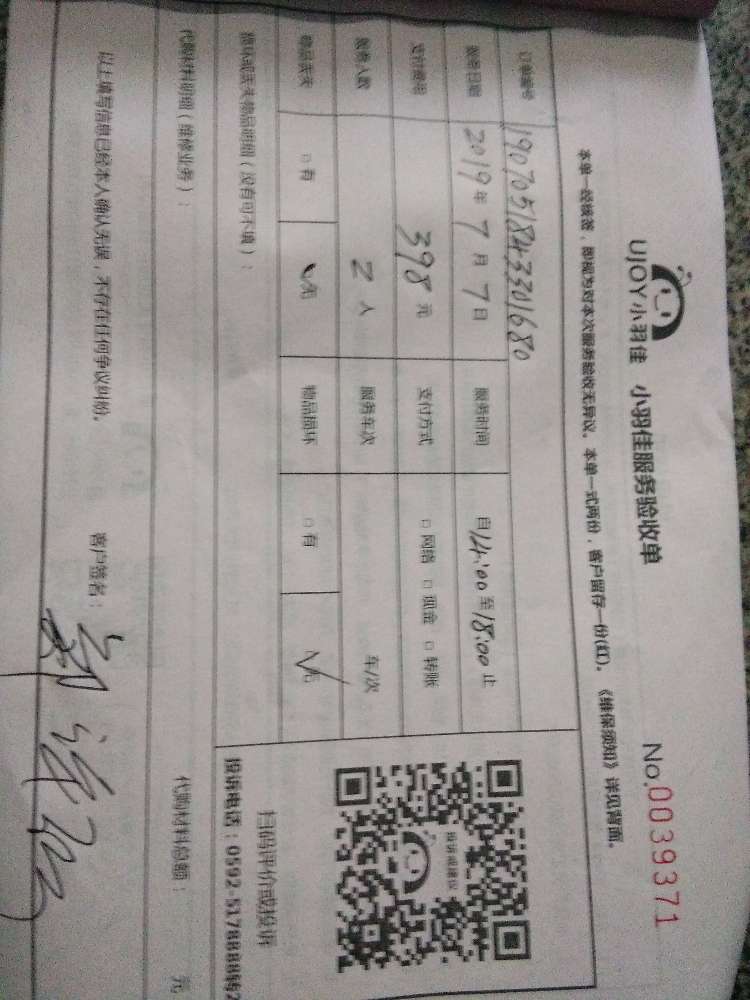 UJOY小羽佳 小羽佳服务验收单
No.0039371
本单一经接签，即视为对本次服务验收无异议。本单一式两份，客户留存一份(红)。《维保须知》详见背面。
订单编号 1907051843301680
服务日期 2019年7月7日 服务时间 自14:00至18:00止
支付费用 398元 支付方式 □网络 □现金 □转账
服务人数 2人 服务车次 车/次
物品丢失 □有 无 物品损坏 □有 无
损坏或丢失物品明细（没有可不填）：
投诉或建议
扫码评价或投诉
投诉电话：0592-517888
代购材料明细（维修业务）： 代购材料总额： 元
以上填写信息已经本人确认无误，不存在任何争议纠纷。 客户签名：